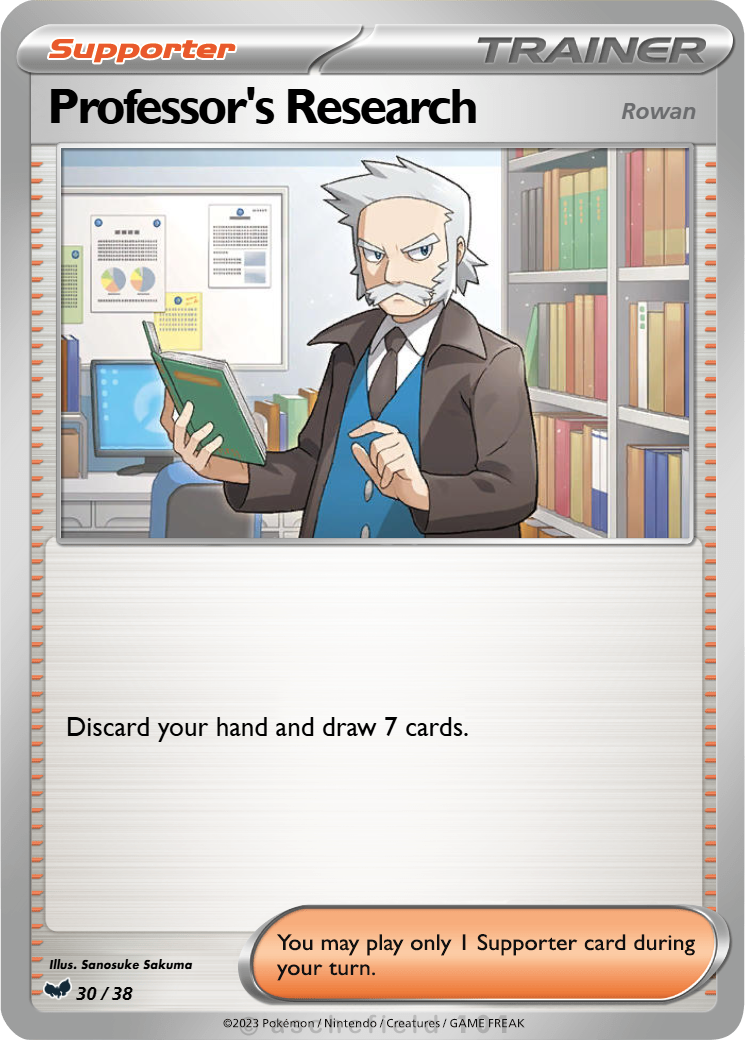 Supporter
TRAINER
Professor's Research
Rowan
Discard your hand and draw 7 cards.
You may play only 1 Supporter card during
your turn.
Illus. Sanosuke Sakuma
30 / 38
©2023 Pokémon / Nintendo / Creatures / GAME FREAK